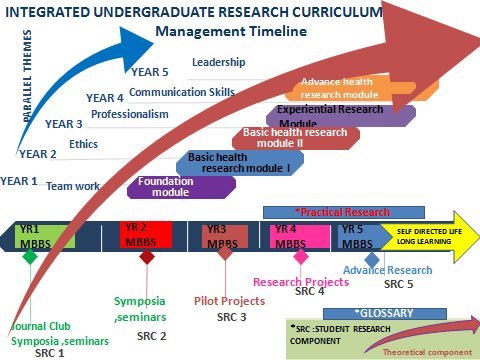 INTEGRATED UNDERGRADUATE RESEARCH CURRICULUM
Management Timeline
PARALLEL THEMES
YEAR 5
Leadership
YEAR 4
Communication Skills
YEAR 3
Professionalism
YEAR 2
Ethics
YEAR 1
Team work
Advance health
research module
Experiential Research
Module
Basic health research
module II
Basic health
research module I
Foundation
module
*Practical Research
YR1
MBBS
YR 2
MBBS
YR3
MBBS
YR 4
MBBS
YR 5
MBBS
SELF DIRECTED LIFE
LONG LEARNING
Journal Club
Symposia ,seminars
SRC 1
Symposia
,seminars
SRC 2
Pilot Projects
SRC 3
Research Projects
SRC 4
Advance Research
SRC 5
*GLOSSARY
*SRC :STUDENT RESEARCH
COMPONENT
Theoretical component